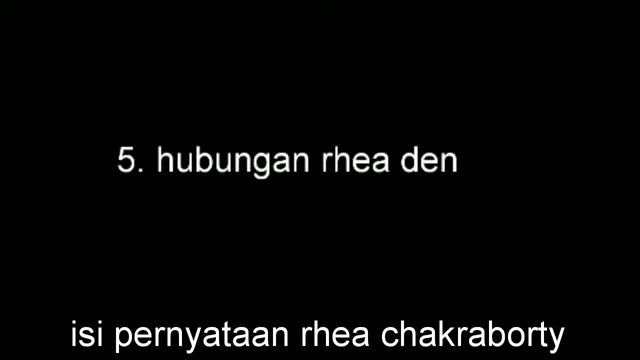 5. hubungan rhea den
isi pernyataan rhea chakraborty